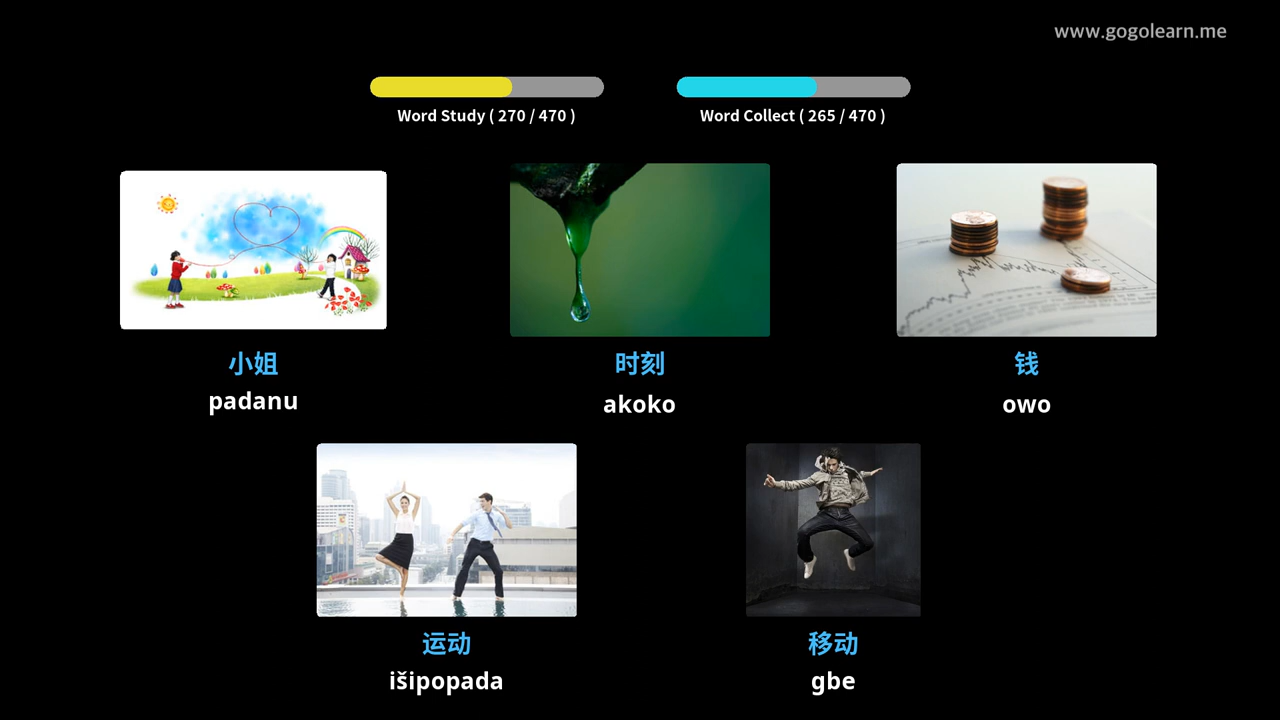 www.gogolearn.me
Word Study ( 270 / 470 )
Word Collect ( 265 / 470 )
小姐
padanu
时刻
akoko
钱
owo
运动
išipopada
移动
gbe